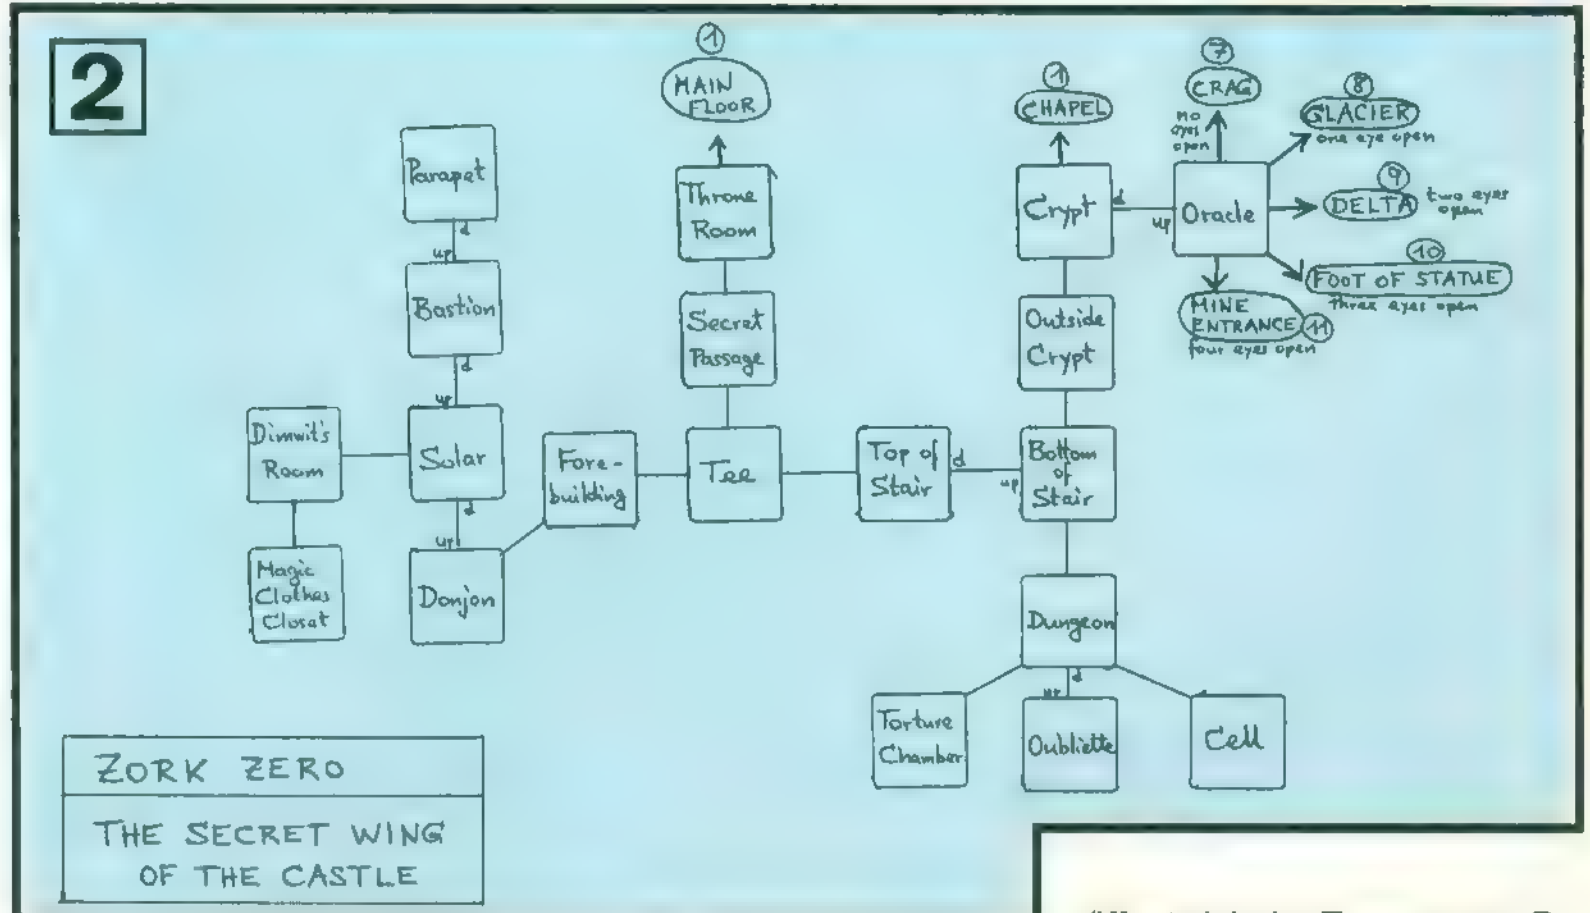 2
1
MAIN
FLOOR
1
CHAPEL
7
CRAG
no
eyes
open
8
GLACIER
one eye open
Parapet
d
up
Throne
Room
Crypt
d
up
Oracle
9
DELTA
two eyes
open
10
FOOT OF STATUE
three eyes open
MINE
ENTRANCE
11
four eyes open
Bastion
d
up
Secret
Passage
Outside
Crypt
Dimwit's
Room
Solar
d
up
Fore-
building
Tee
Top of
Stair
d
up
Bottom
of
Stair
Magic
Clothes
Closet
Donjon
Dungeon
d
up
Torture
Chamber
Oubliette
Cell
ZORK ZERO
THE SECRET WING
OF THE CASTLE